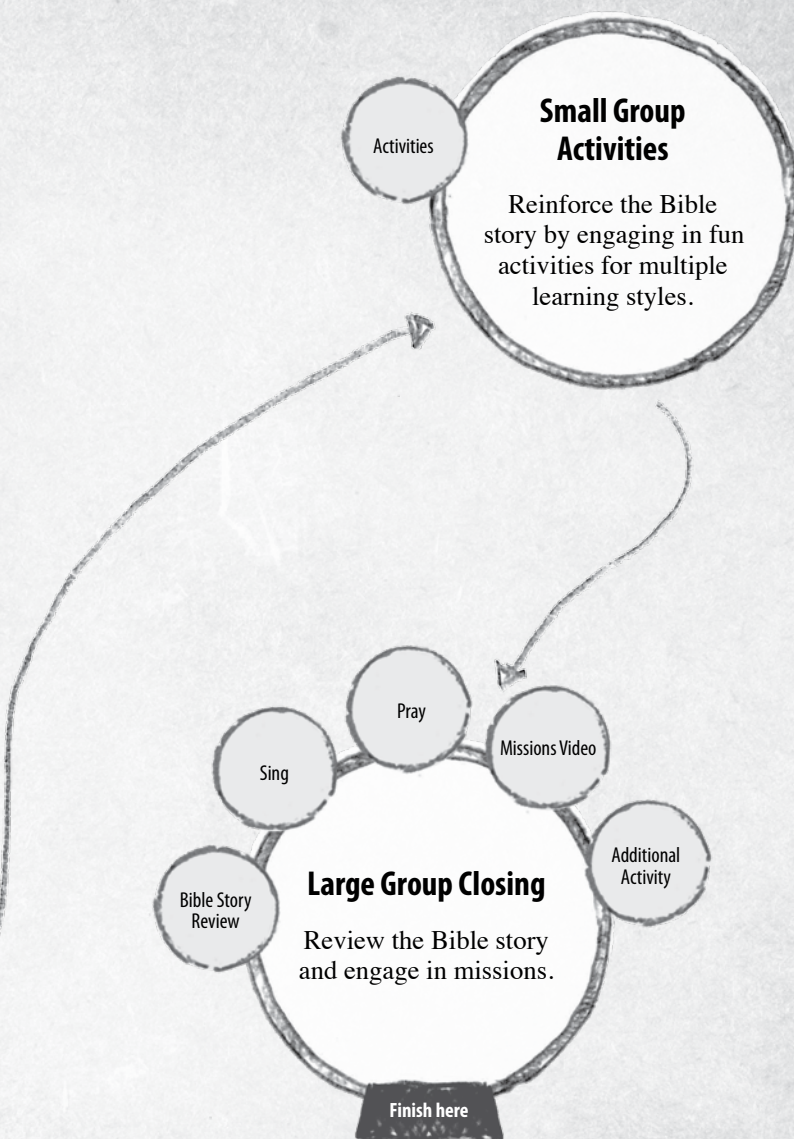 Activities
Small Group
Activities
Reinforce the Bible
story by engaging in fun
activities for multiple
learning styles.
Bible Story
Review
Sing
Pray
Missions Video
Additional
Activity
Large Group Closing
Review the Bible story
and engage in missions.
Finish here